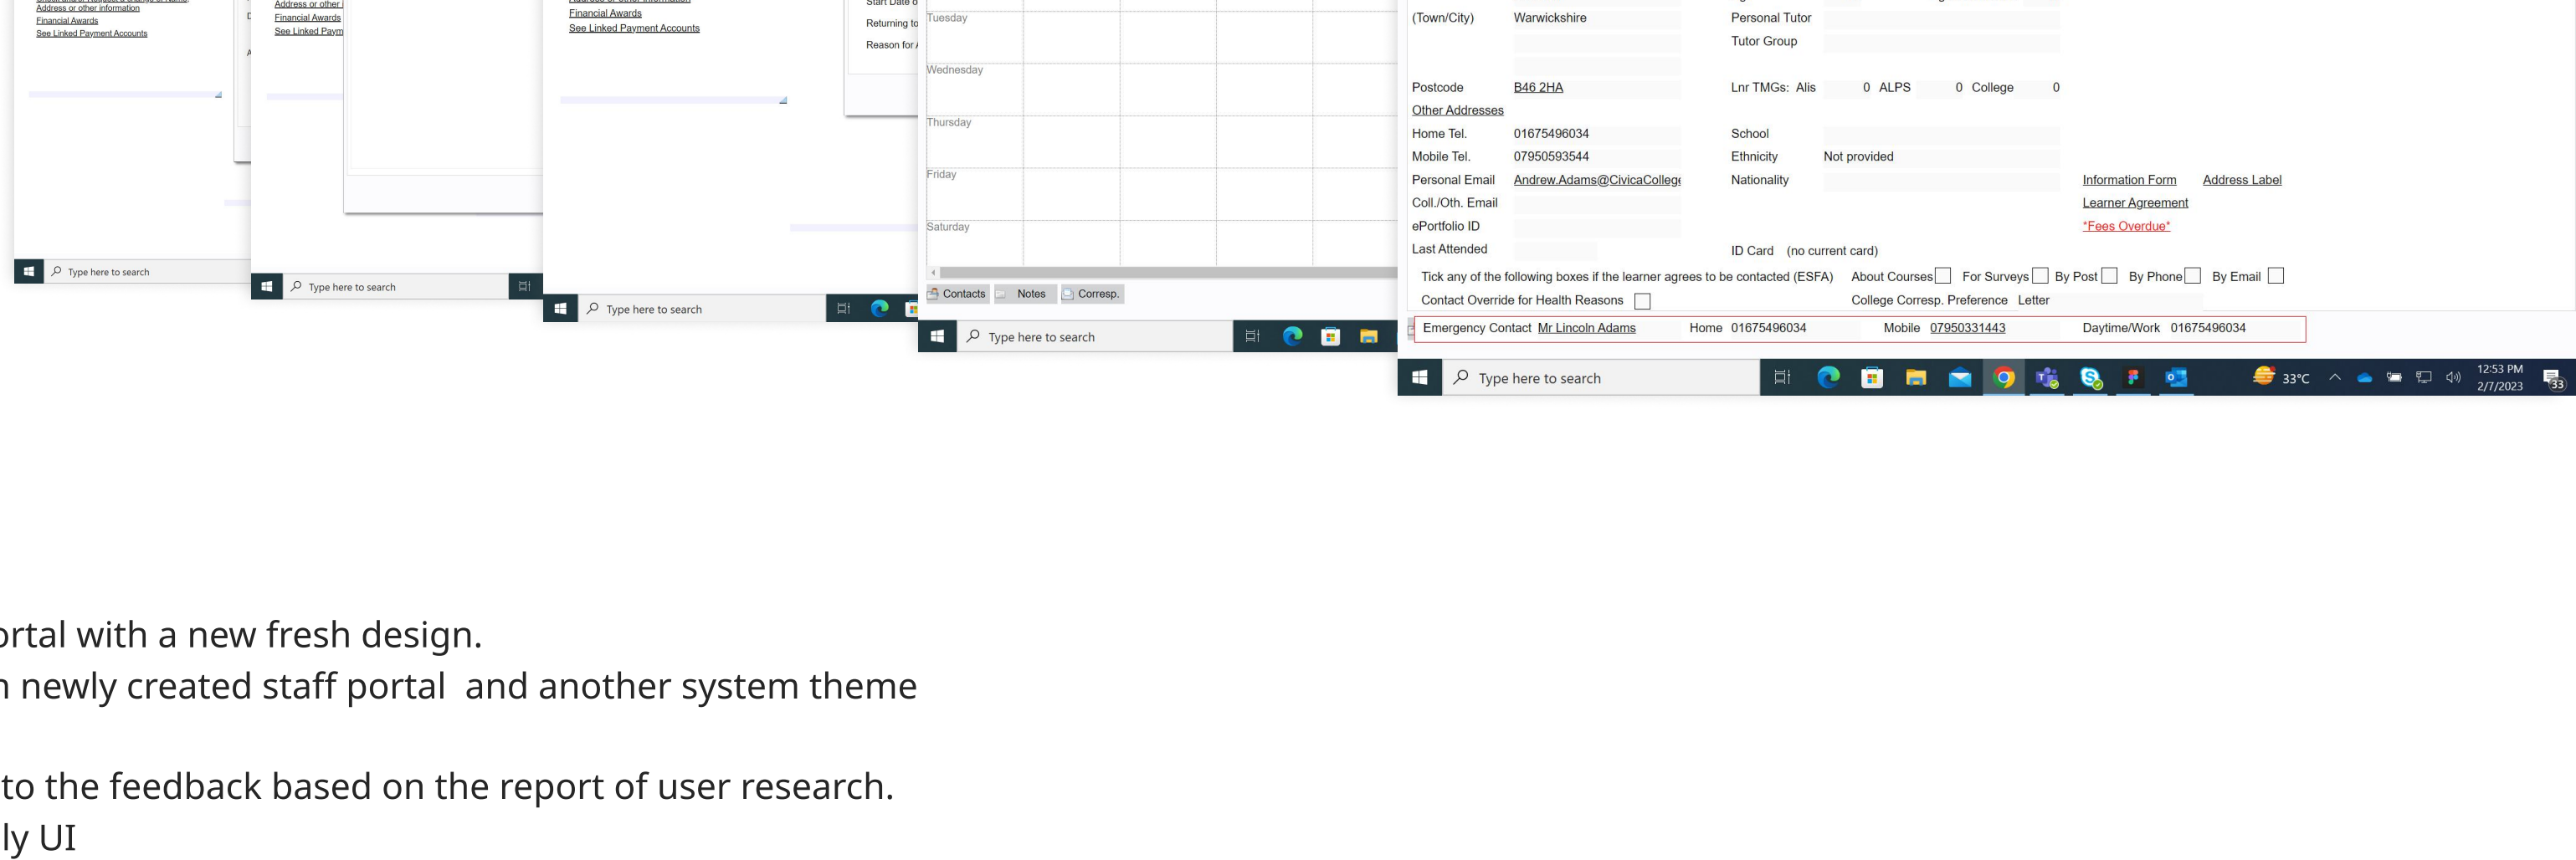 Address or other information
Financial Awards
See Linked Payment Accounts
Type here to search
Address or other i
Financial Awards
See Linked Paym
Type here to search
Financial Awards
See Linked Payment Accounts
Returning to
Reason for A
Type here to search
Tuesday
Wednesday
Thursday
Friday
Saturday
Contacts Notes Corresp.
Type here to search
(Town/City) Warwickshire Personal Tutor
Tutor Group
Postcode B46 2HA Lnr TMGs: Alis 0 ALPS 0 College 0
Other Addresses
Home Tel. 01675496034 School
Mobile Tel. 07950593544 Ethnicity Not provided
Personal Email Andrew.Adams@CivicaCollege Nationality Information Form Address Label
Coll./Oth. Email Learner Agreement
ePortfolio ID *Fees Overdue*
Last Attended ID Card (no current card)
Tick any of the following boxes if the learner agrees to be contacted (ESFA) About Courses For Surveys By Post By Phone By Email
Contact Override for Health Reasons College Corresp. Preference Letter
Emergency Contact Mr Lincoln Adams Home 01675496034 Mobile 07950331443 Daytime/Work 01675496034
Type here to search 33°C 12:53 PM
2/7/2023 33
ortal with a new fresh design.
n newly created staff portal and another system theme
to the feedback based on the report of user research.
ly UI